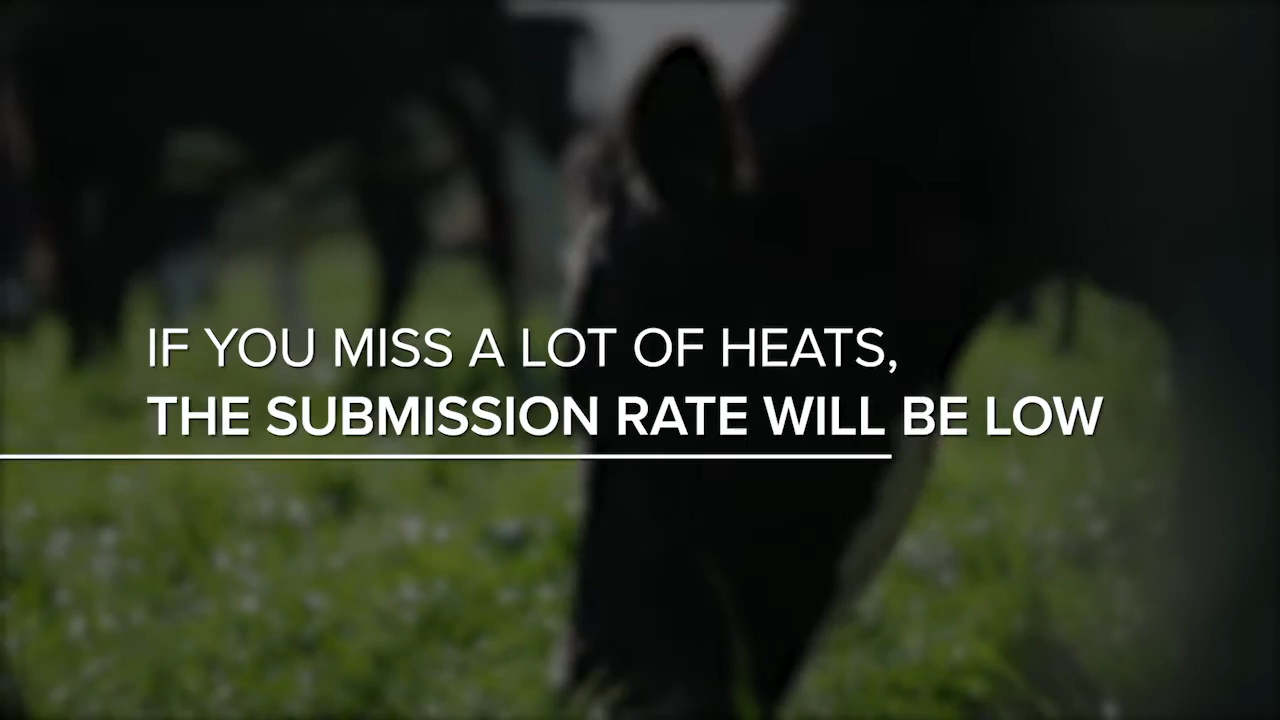 IF YOU MISS A LOT OF HEATS,
THE SUBMISSION RATE WILL BE LOW